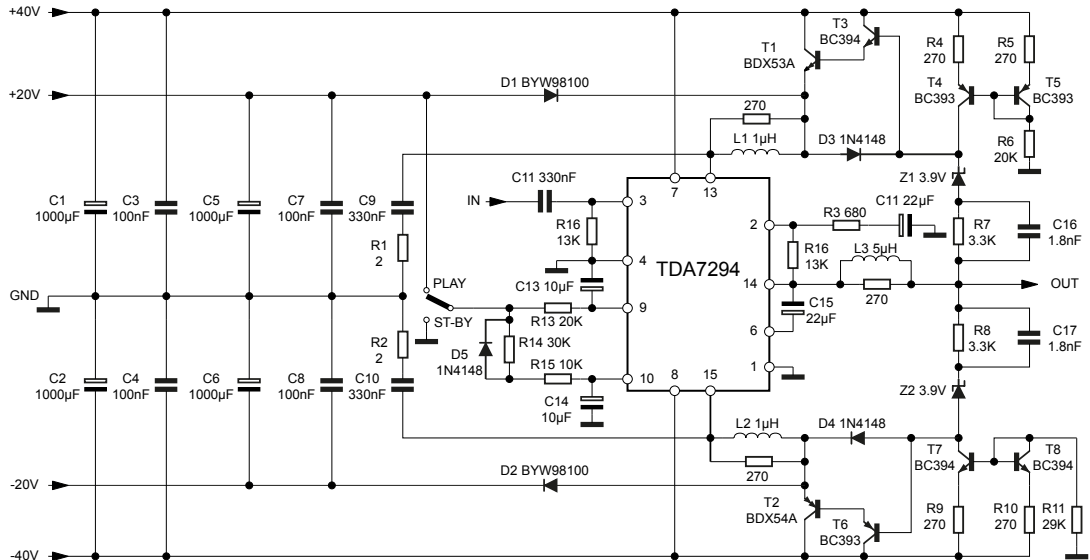 +40V
T3
BC394
T1
BDX53A
R4
270
R5
270
T4
BC393
T5
BC393
+20V
D1 BYW98100
270
L1 1µH
D3 1N4148
R6
20K
7
13
Z1 3.9V
C11 330nF
IN
3
R16
13K
2
R3 680
C11 22µF
R7
3.3K
C16
1.8nF
C1
1000µF
C3
100nF
C5
1000µF
C7
100nF
C9
330nF
R1
2
4
TDA7294
R16
13K
L3 5µH
C13 10µF
14
270
OUT
GND
PLAY
ST-BY
9
R13 20K
C15
22µF
6
R2
2
D5
1N4148
R14 30K
R15 10K
R8
3.3K
C17
1.8nF
1
C2
1000µF
C4
100nF
C6
1000µF
C8
100nF
C10
330nF
10
8
15
C14
10µF
Z2 3.9V
L2 1µH
D4 1N4148
T7
BC394
T8
BC394
270
-20V
D2 BYW98100
T2
BDX54A
T6
BC393
R9
270
R10
270
R11
29K
-40V